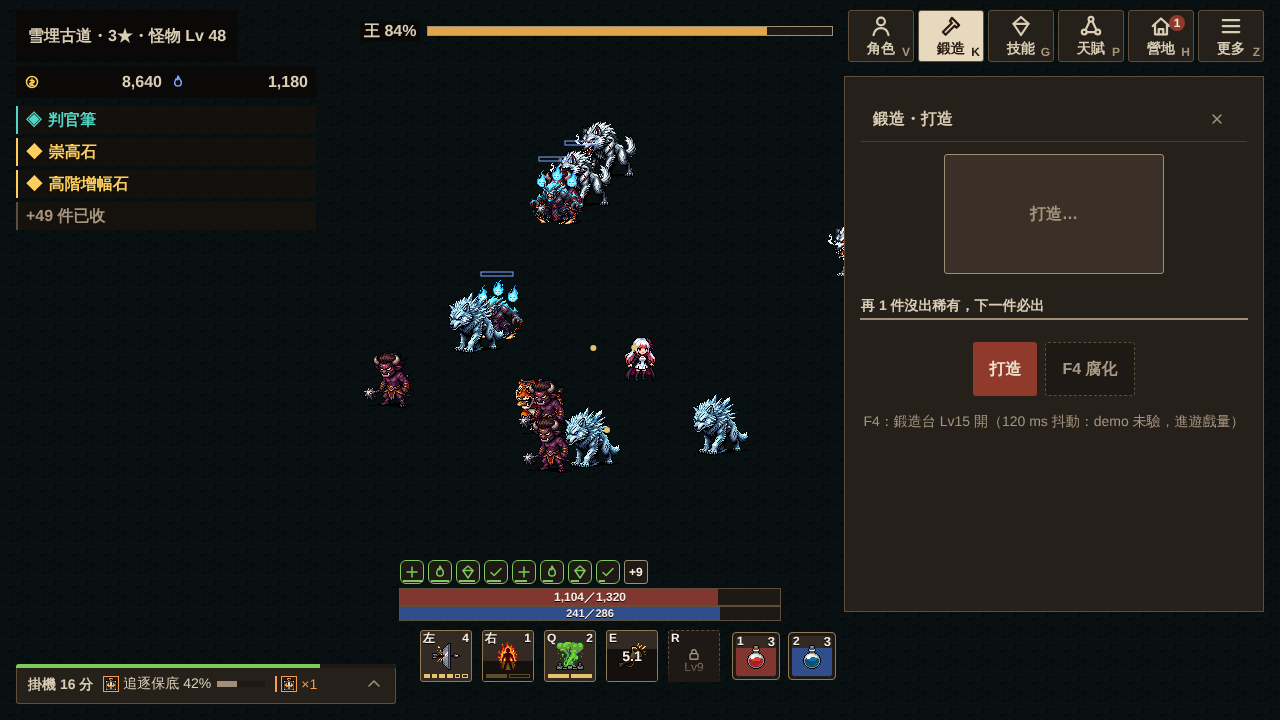 雪埋古道・3★・怪物 Lv 48
8,640 1,180
判官筆
崇高石
高階增幅石
+49 件已收
王 84%
角色 V
鍛造 K
技能 G
天賦 P
營地 H 1
更多 Z
鍛造・打造
打造…
再 1 件沒出稀有，下一件必出
打造
F4 腐化
F4：鍛造台 Lv15 開（120 ms 抖動：demo 未驗，進遊戲量）
+9
1,104／1,320
241／286
左 4
右 1
Q 2
E 5.1
R Lv9
1 3
2 3
掛機 16 分 追逐保底 42% ×1